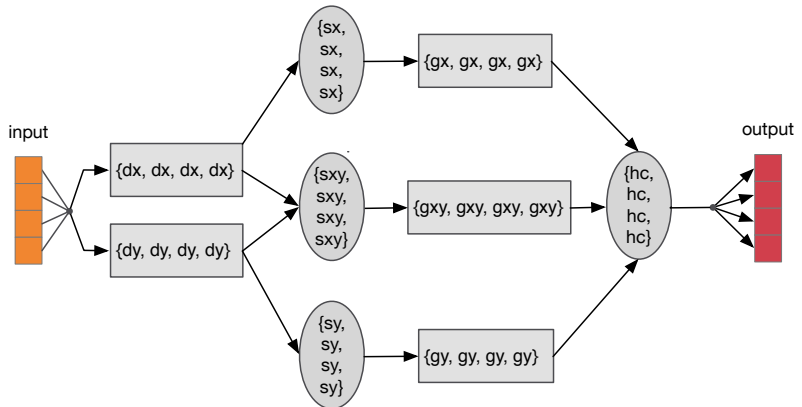 input
{dx, dx, dx, dx}
{dy, dy, dy, dy}
{sx,
sx,
sx,
sx}
{sxy,
sxy,
sxy,
sxy}
{sy,
sy,
sy,
sy}
{gx, gx, gx, gx}
{gxy, gxy, gxy, gxy}
{gy, gy, gy, gy}
{hc,
hc,
hc,
hc}
output